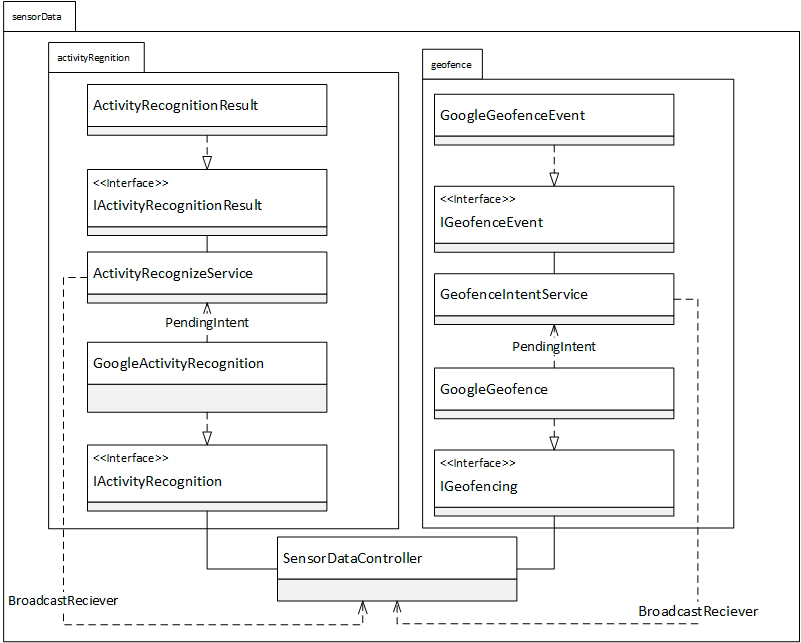 sensorData
activityRegnition
ActivityRecognitionResult
<<Interface>>
IActivityRecognitionResult
ActivityRecognizeService
PendingIntent
GoogleActivityRecognition
<<Interface>>
IActivityRecognition
geofence
GoogleGeofenceEvent
<<Interface>>
IGeofenceEvent
GeofenceIntentService
PendingIntent
GoogleGeofence
<<Interface>>
IGeofencing
SensorDataController
BroadcastReciever
BroadcastReciever